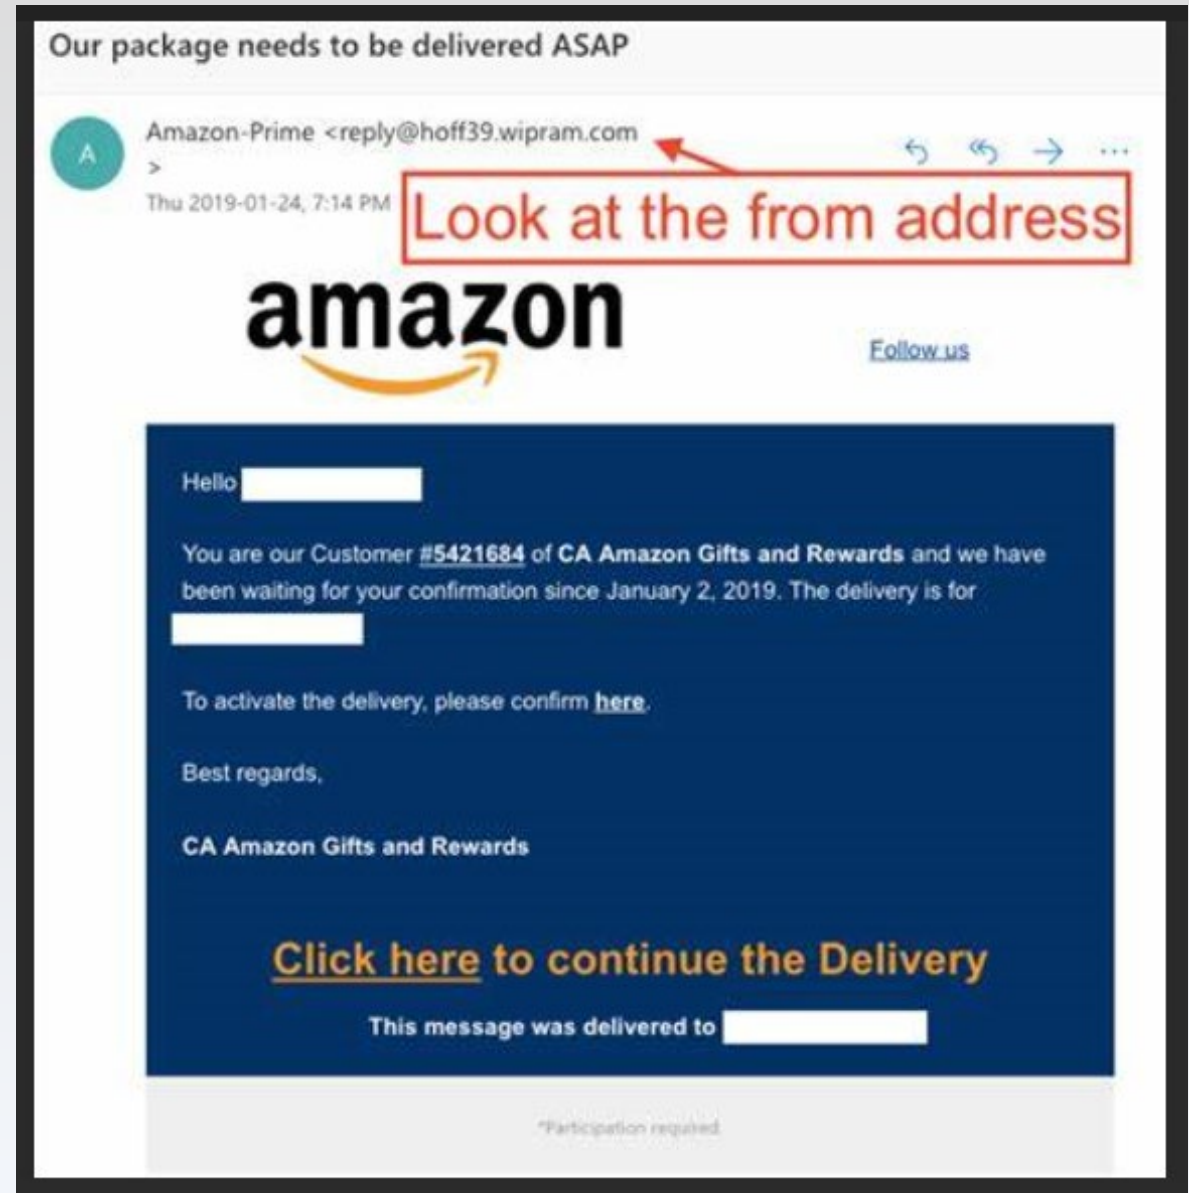 Our package needs to be delivered ASAP
A
Amazon-Prime <reply@hoff39.wipram.com
>
Thu 2019-01-24, 7:14 PM
Look at the from address
amazon
Follow us
Hello
You are our Customer #5421684 of CA Amazon Gifts and Rewards and we have
been waiting for your confirmation since January 2, 2019. The delivery is for
To activate the delivery, please confirm here.
Best regards,
CA Amazon Gifts and Rewards
Click here to continue the Delivery
This message was delivered to
*Participation required.